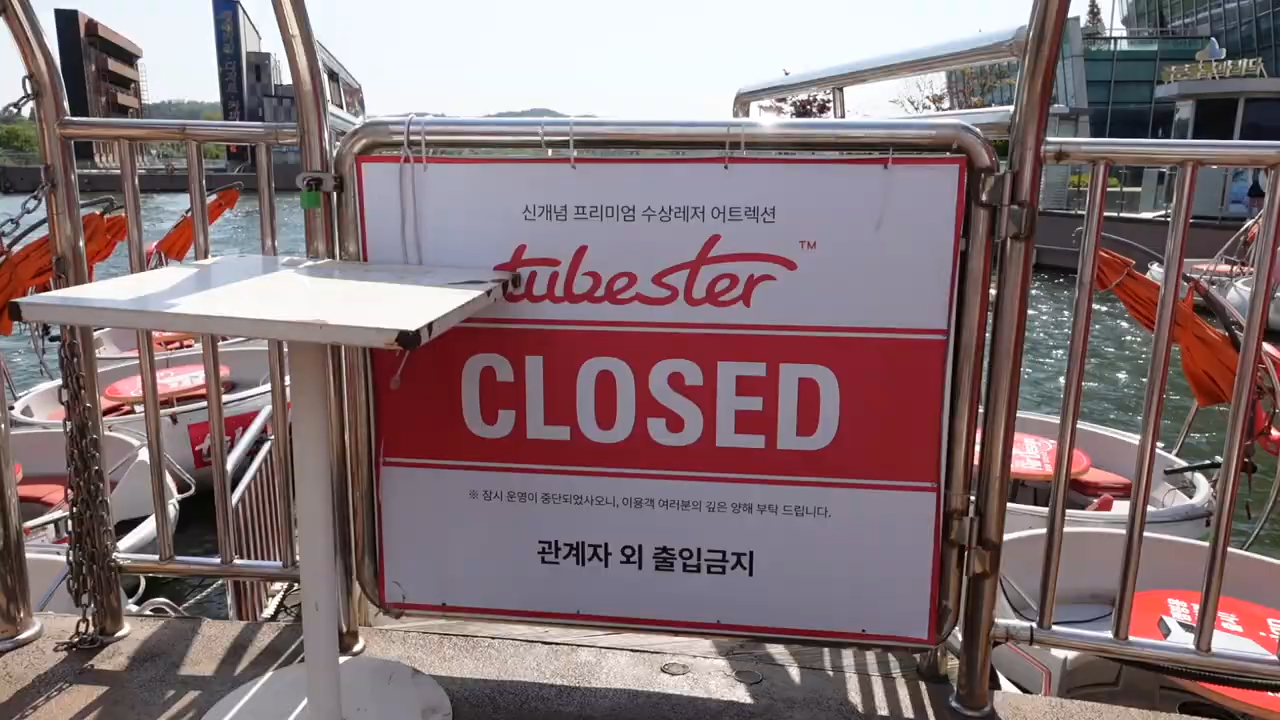 신개념 프리미엄 수상레저 어트렉션
tubester™
CLOSED
※ 잠시 운영이 중단되었사오니, 이용객 여러분의 깊은 양해 부탁 드립니다.
관계자 외 출입금지